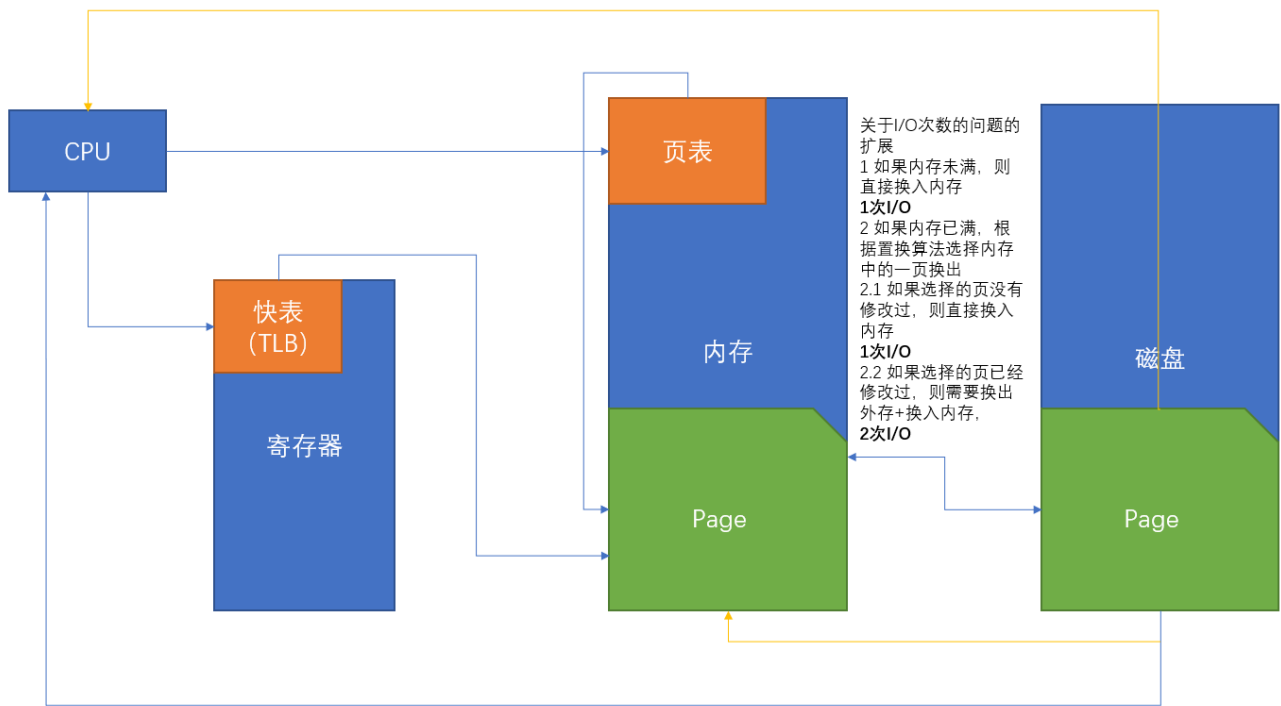 CPU
快表
（TLB）
寄存器
页表
内存
Page
关于I/O次数的问题的
扩展
1 如果内存未满，则
直接换入内存
1次I/O
2 如果内存已满，根
据置换算法选择内存
中的一页换出
2.1 如果选择的页没有
修改过，则直接换入
内存
1次I/O
2.2 如果选择的页已经
修改过，则需要换出
外存+换入内存，
2次I/O
磁盘
Page